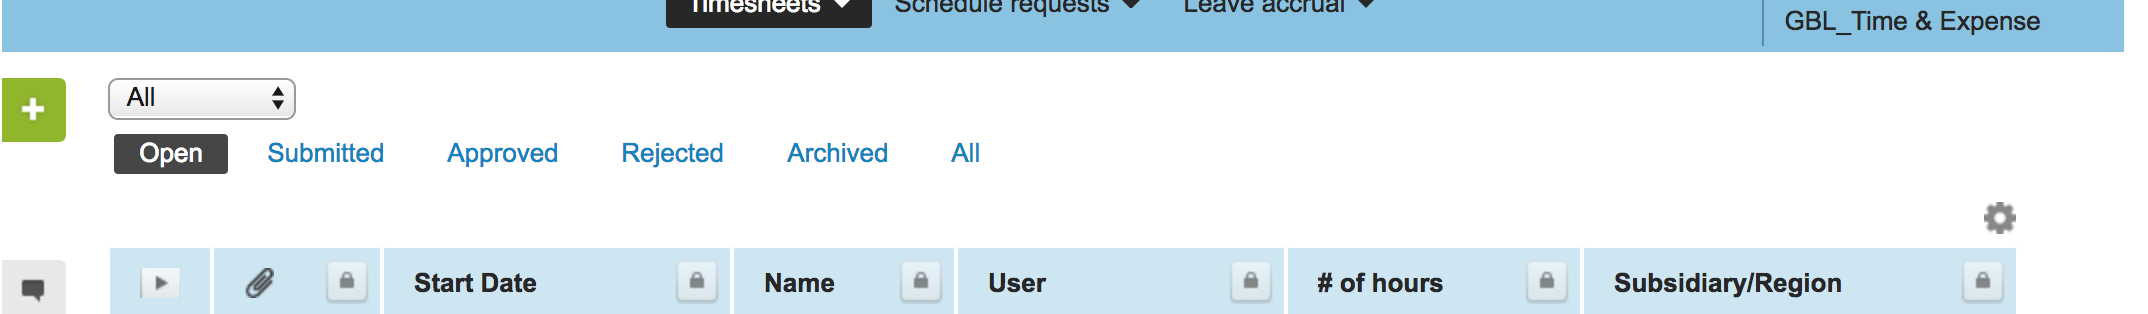 Timesheets Schedule requests Leave accrual
GBL_Time & Expense
All
Open Submitted Approved Rejected Archived All
Start Date Name User # of hours Subsidiary/Region